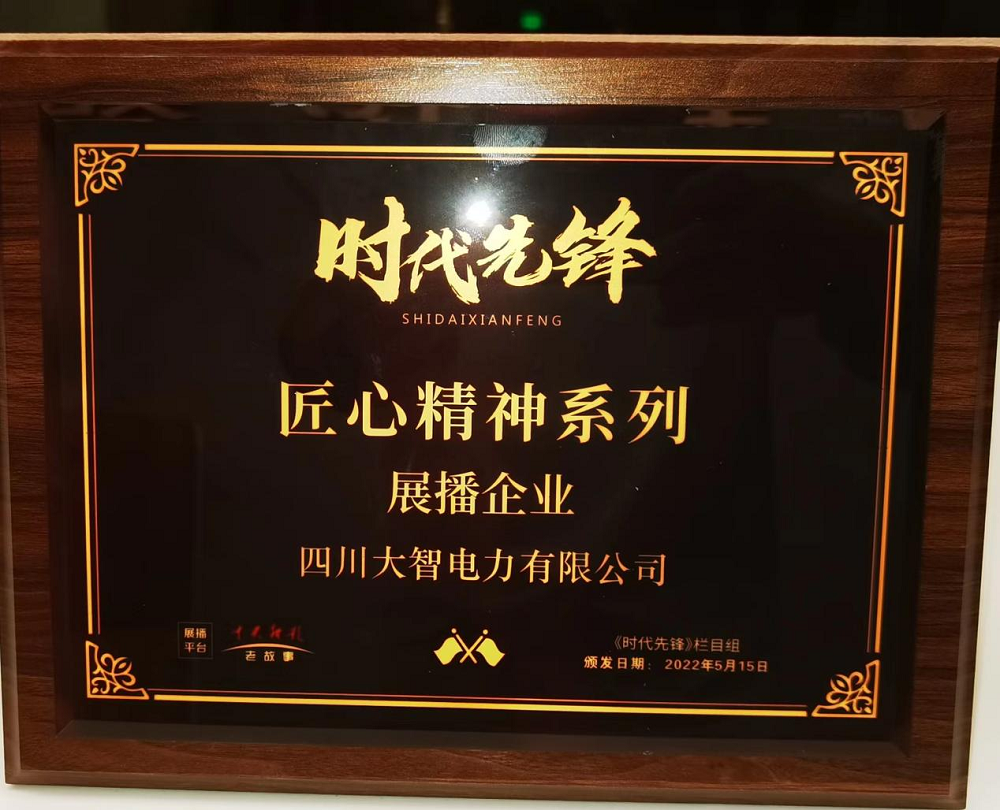 时代先锋
SHIDAIXIANFENG
匠心精神系列
展播企业
四川大智电力有限公司
展播
平台
老故事
《时代先锋》栏目组
颁发日期：2022年5月15日